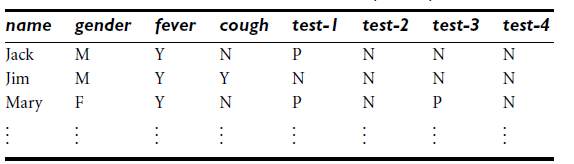 name gender fever cough test-1 test-2 test-3 test-4
Jack M Y N P N N N
Jim M Y Y N N N N
Mary F Y N P N P N
⋮ ⋮ ⋮ ⋮ ⋮ ⋮ ⋮ ⋮